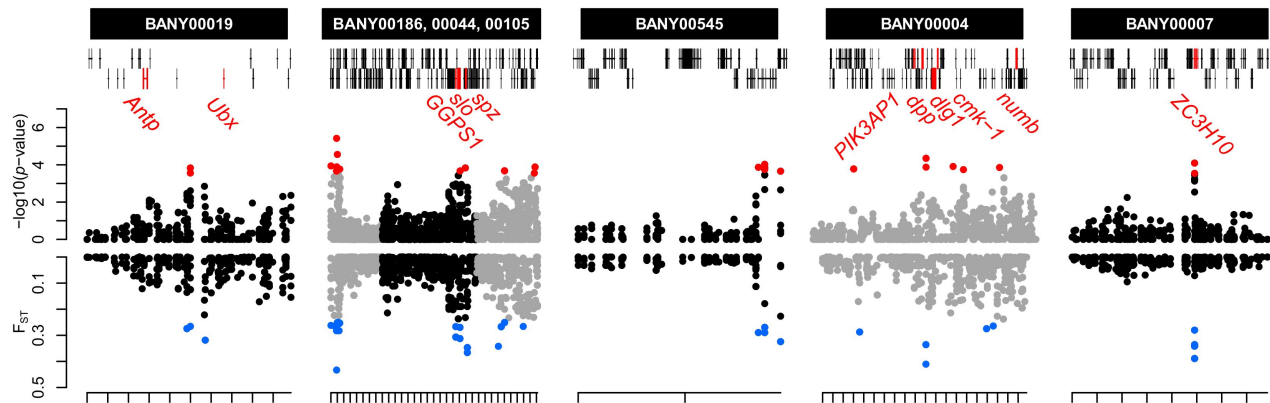 BANY00019
BANY00186, 00044, 00105
BANY00545
BANY00004
BANY00007
Antp
Ubx
GGPS1
slo
spz
PIK3AP1
dpp
dlg1
cmk-1
numb
ZC3H10
-log10(p-value)
6
4
2
0
FST
0.1
0.3
0.5